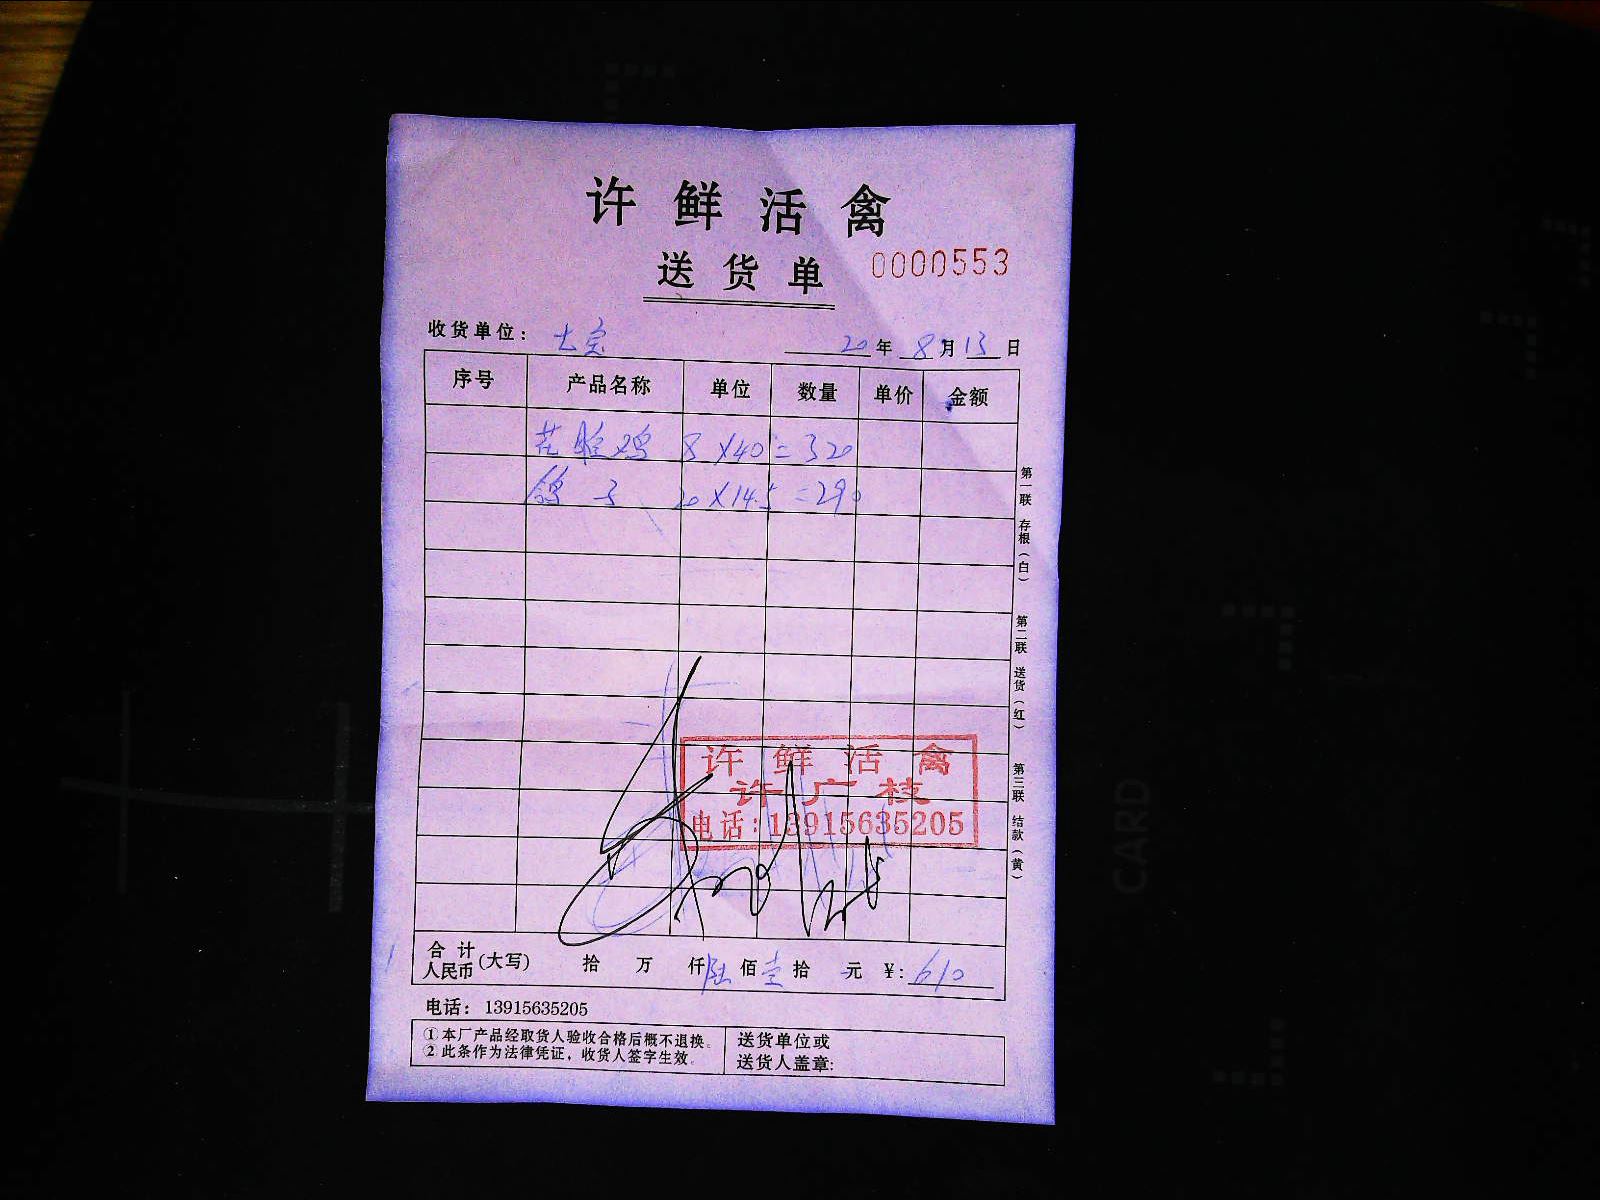 许鲜活禽
送货单 0000553
收货单位： 七宝 20年 8月13日
序号 产品名称 单位 数量 单价 金额
花脸鸡 8×40=320
鸽子 20×14.5=290
第一联 存根（白）
第二联 送货（红）
第三联 结款（黄）
许鲜活禽
许广枝
电话：13915635205
合计人民币(大写) 拾 万 仟陆佰壹拾 元 ¥:610
电话： 13915635205
①本厂产品经取货人验收合格后概不退换。
②此条作为法律凭证，收货人签字生效。
送货单位或
送货人盖章:
CARD